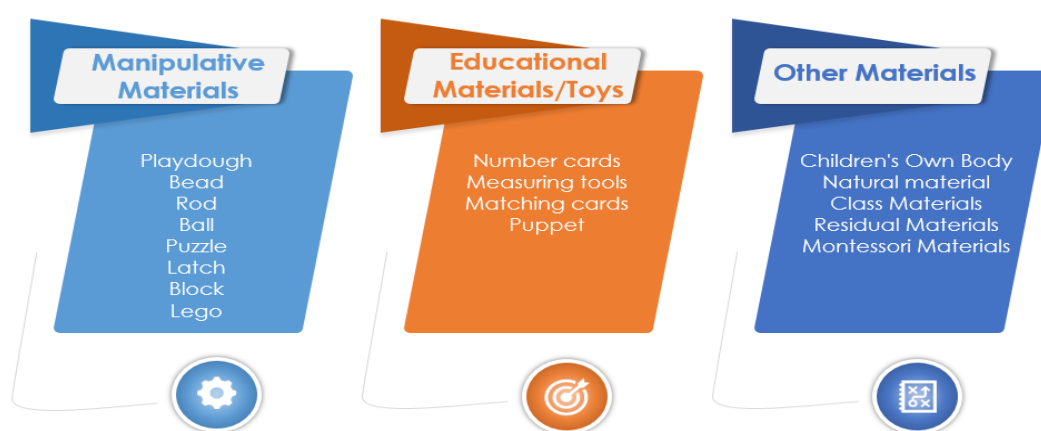 Manipulative
Materials
Playdough
Bead
Rod
Ball
Puzzle
Latch
Block
Lego
Educational
Materials/Toys
Number cards
Measuring tools
Matching cards
Puppet
Other Materials
Children's Own Body
Natural material
Class Materials
Residual Materials
Montessori Materials